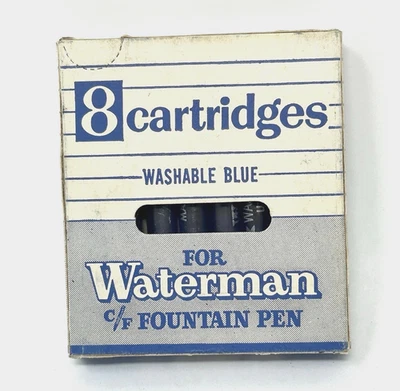 8 cartridges
WASHABLE BLUE
FOR
Waterman
C/F FOUNTAIN PEN